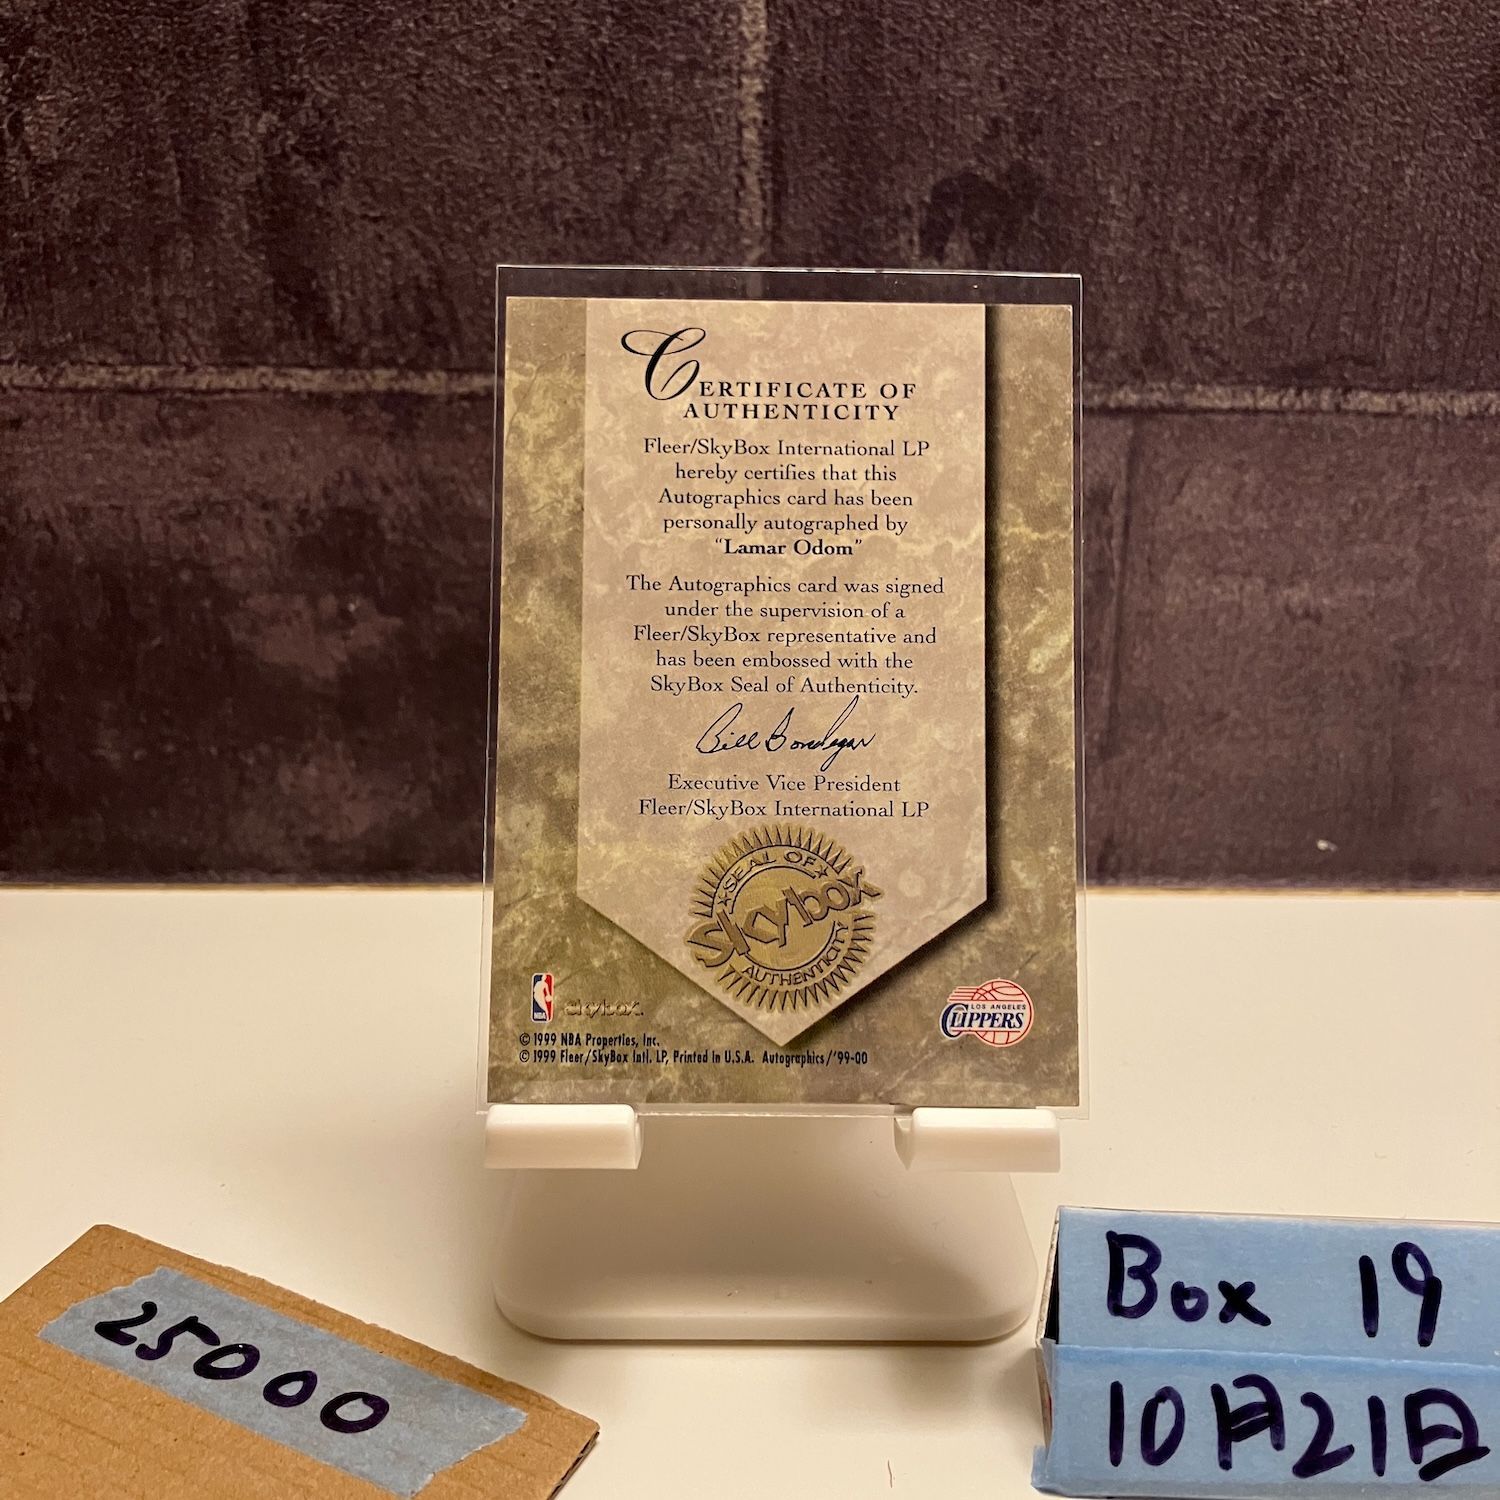 CERTIFICATE OF
AUTHENTICITY
Fleer/SkyBox International LP
hereby certifies that this
Autographics card has been
personally autographed by
“Lamar Odom”
The Autographics card was signed
under the supervision of a
Fleer/SkyBox representative and
has been embossed with the
SkyBox Seal of Authenticity.
Executive Vice President
Fleer/SkyBox International LP
SEAL OF
Skybox
AUTHENTICITY
NBA
skybox
LOS ANGELES
CLIPPERS
© 1999 NBA Properties, Inc.
© 1999 Fleer/SkyBox Intl. LP, Printed in U.S.A. Autographics/'99-00
25000
Box 19
10月21日